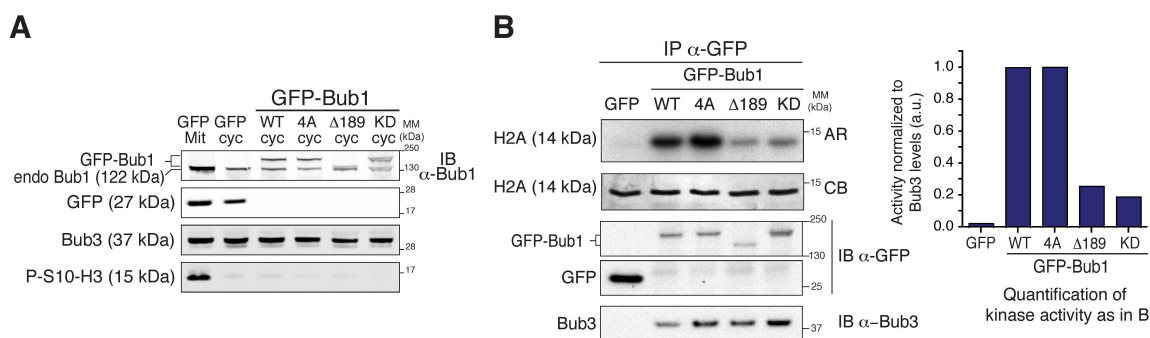 A
GFP-Bub1
GFP GFP WT 4A Δ189 KD MM
Mit cyc cyc cyc cyc cyc (kDa)
GFP-Bub1
endo Bub1 (122 kDa)
250
130
IB
α-Bub1
GFP (27 kDa)
28
17
Bub3 (37 kDa)
28
P-S10-H3 (15 kDa)
17
B
IP α-GFP
GFP-Bub1
GFP WT 4A Δ189 KD
MM
(kDa)
H2A (14 kDa)
15
AR
H2A (14 kDa)
15
CB
GFP-Bub1
250
130
GFP
25
IB α-GFP
Bub3
37
IB α–Bub3
Activity normalized to
Bub3 levels (a.u.)
1.0
0.8
0.6
0.4
0.2
0.0
GFP WT 4A Δ189 KD
GFP-Bub1
Quantification of
kinase activity as in B